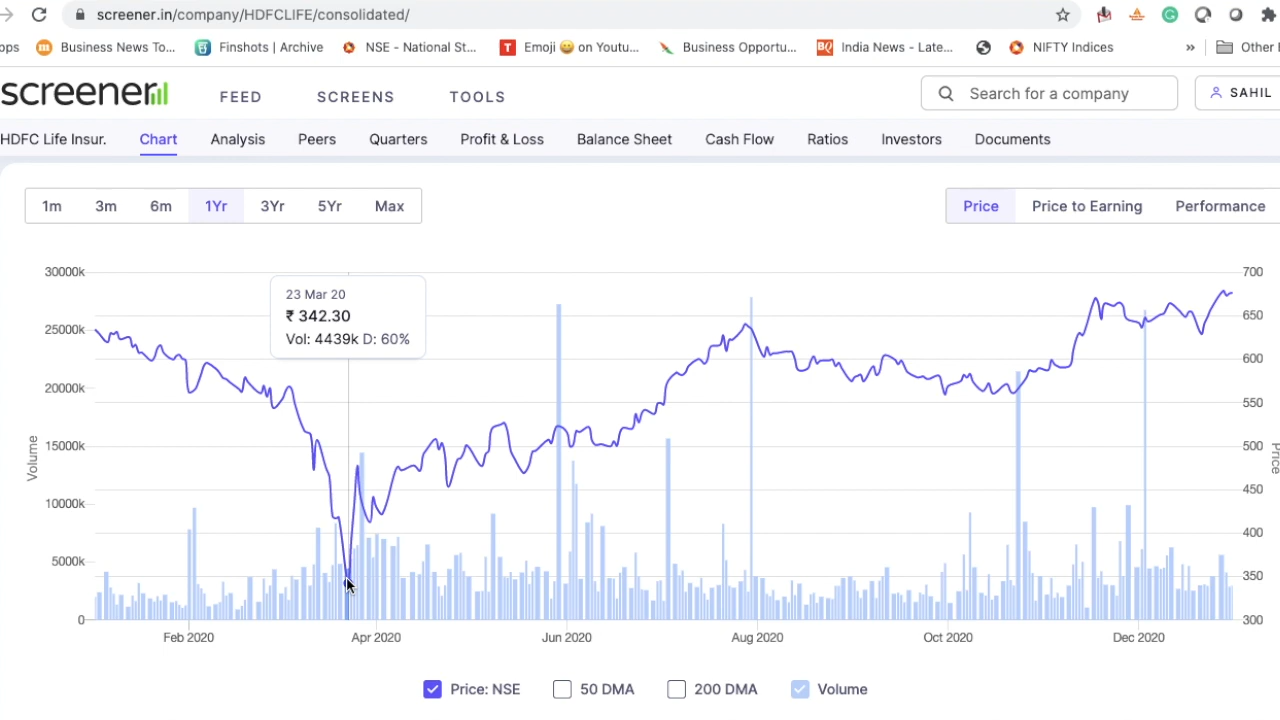 screener.in/company/HDFCLIFE/consolidated/
pps Business News To... Finshots | Archive NSE - National St... Emoji 😀 on Youtu... Business Opportu... BQ India News - Late... NIFTY Indices » Other
screener FEED SCREENS TOOLS Search for a company SAHIL
HDFC Life Insur. Chart Analysis Peers Quarters Profit & Loss Balance Sheet Cash Flow Ratios Investors Documents
1m 3m 6m 1Yr 3Yr 5Yr Max Price Price to Earning Performance
30000k 700
23 Mar 20
₹ 342.30
Vol: 4439k D: 60%
25000k 650
600
20000k
550
15000k 500
Volume Price
450
10000k
400
5000k
350
0 300
Feb 2020 Apr 2020 Jun 2020 Aug 2020 Oct 2020 Dec 2020
Price: NSE 50 DMA 200 DMA Volume